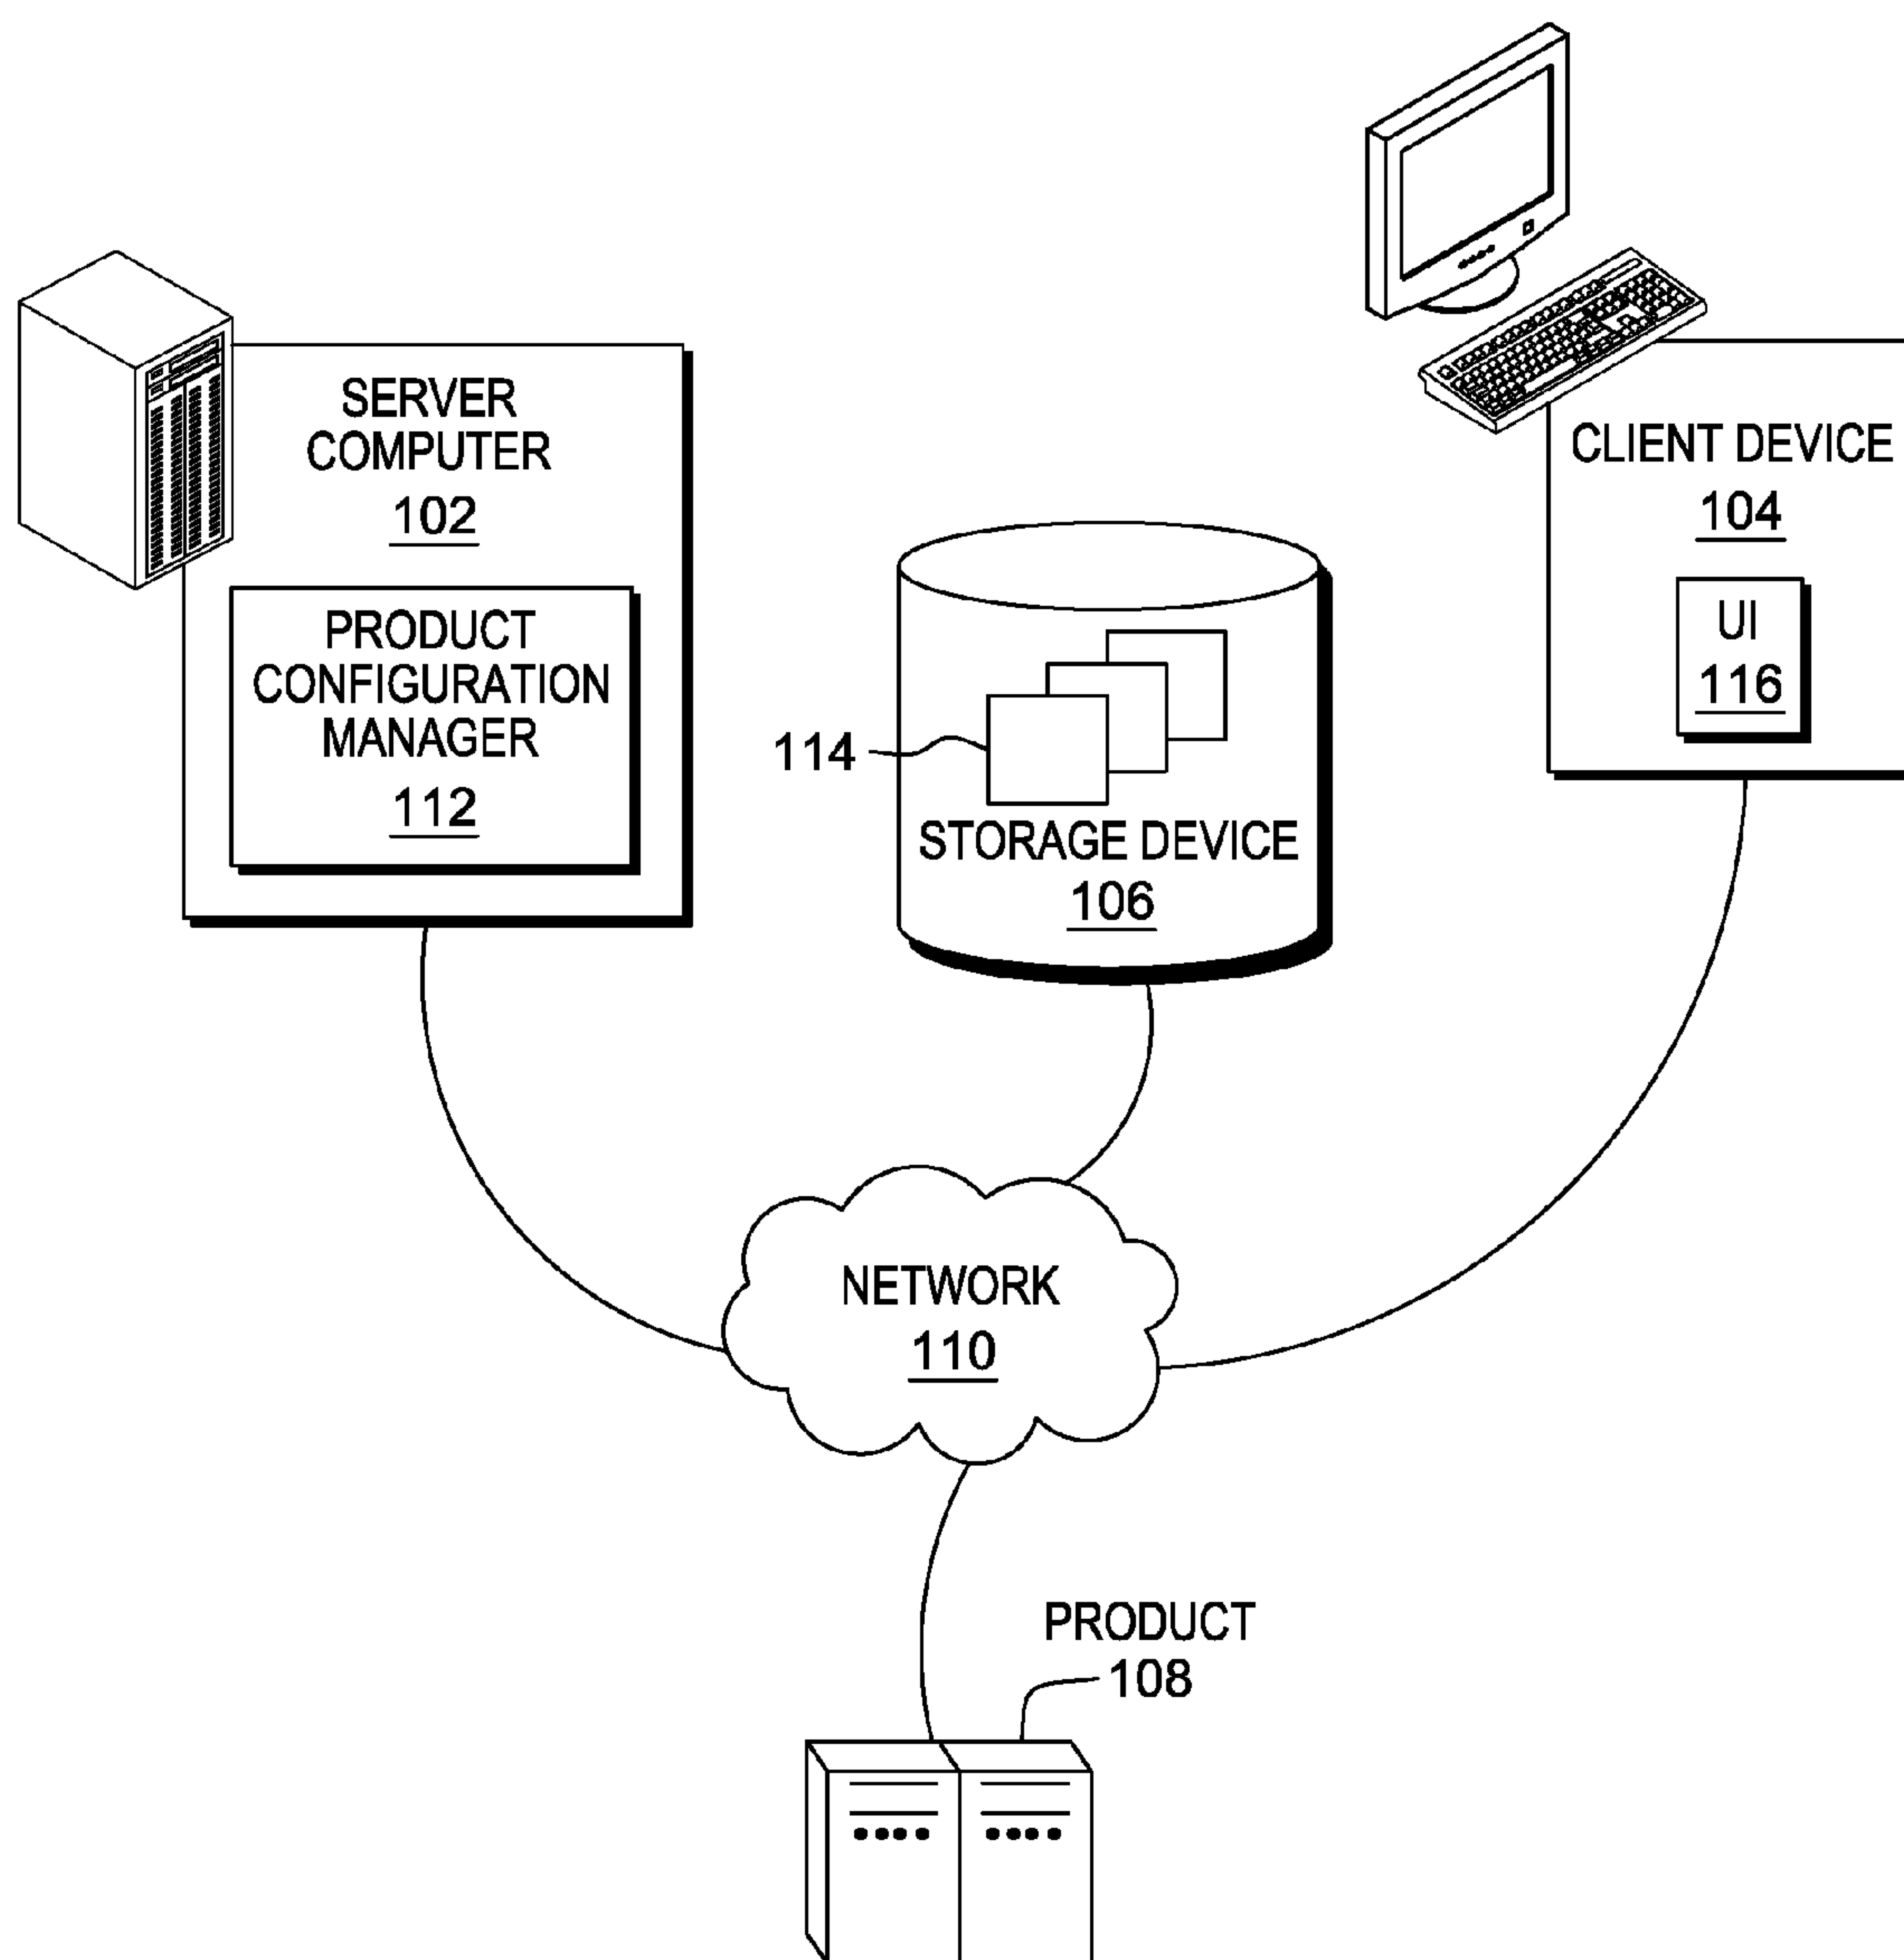 SERVER
COMPUTER
102
PRODUCT
CONFIGURATION
MANAGER
112
114
STORAGE DEVICE
106
CLIENT DEVICE
104
UI
116
NETWORK
110
PRODUCT
108